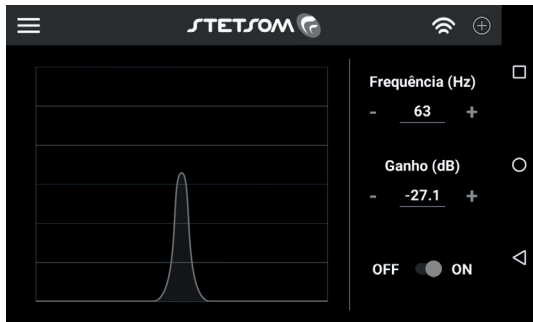 STETSOM
Frequência (Hz)
- 63 +
Ganho (dB)
- -27.1 +
OFF ON